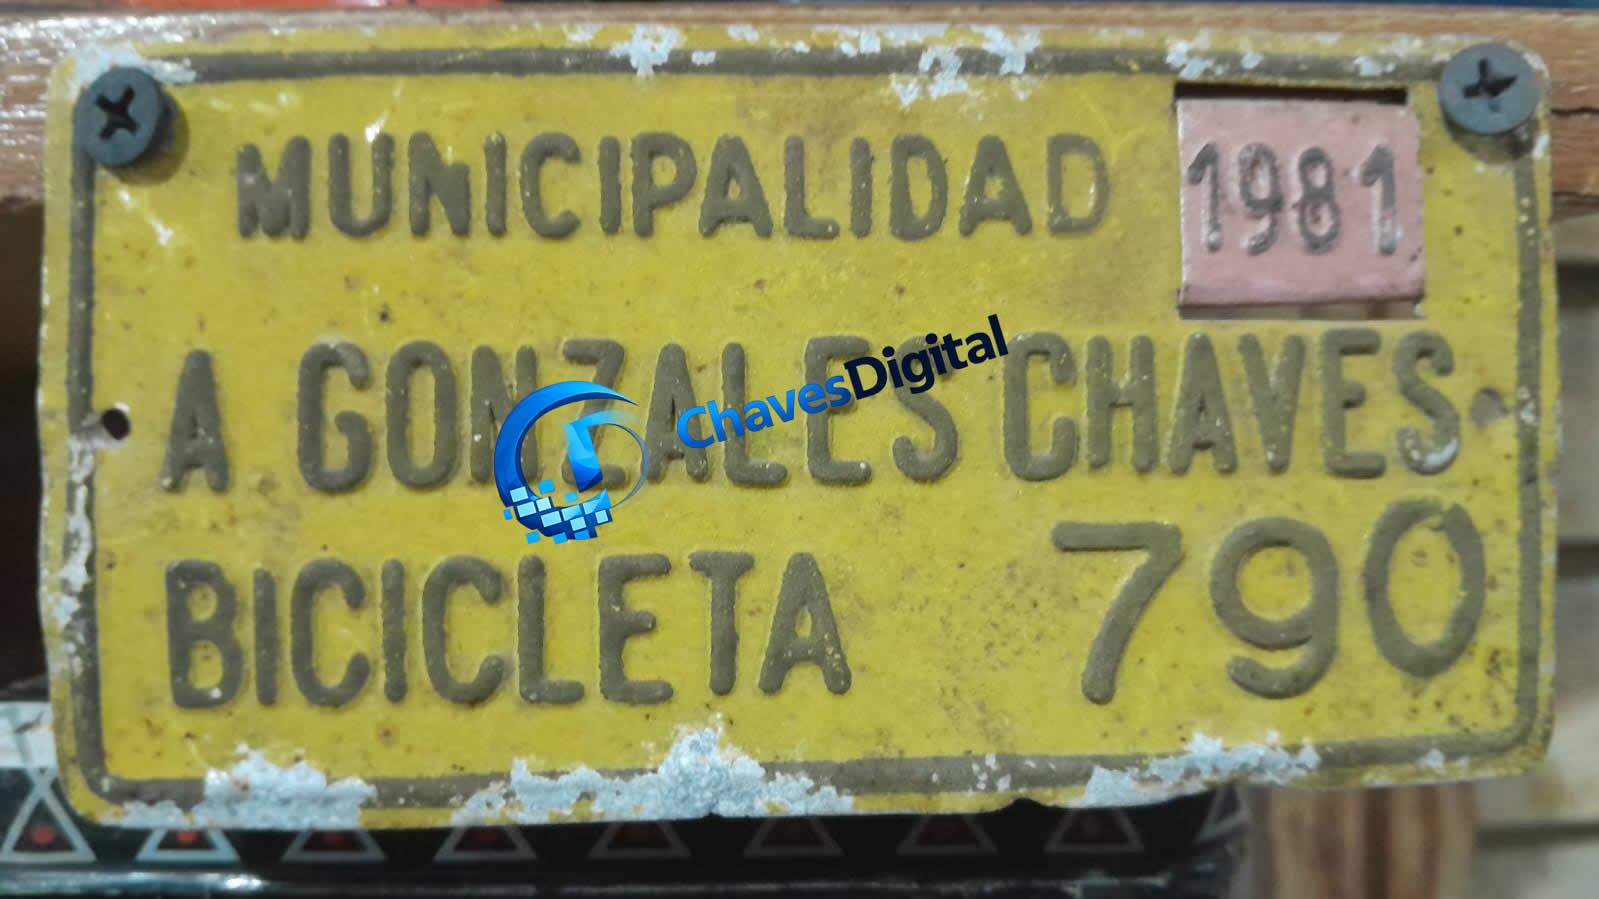 MUNICIPALIDAD 1981
A GONZALES CHAVES
ChavesDigital
BICICLETA 790